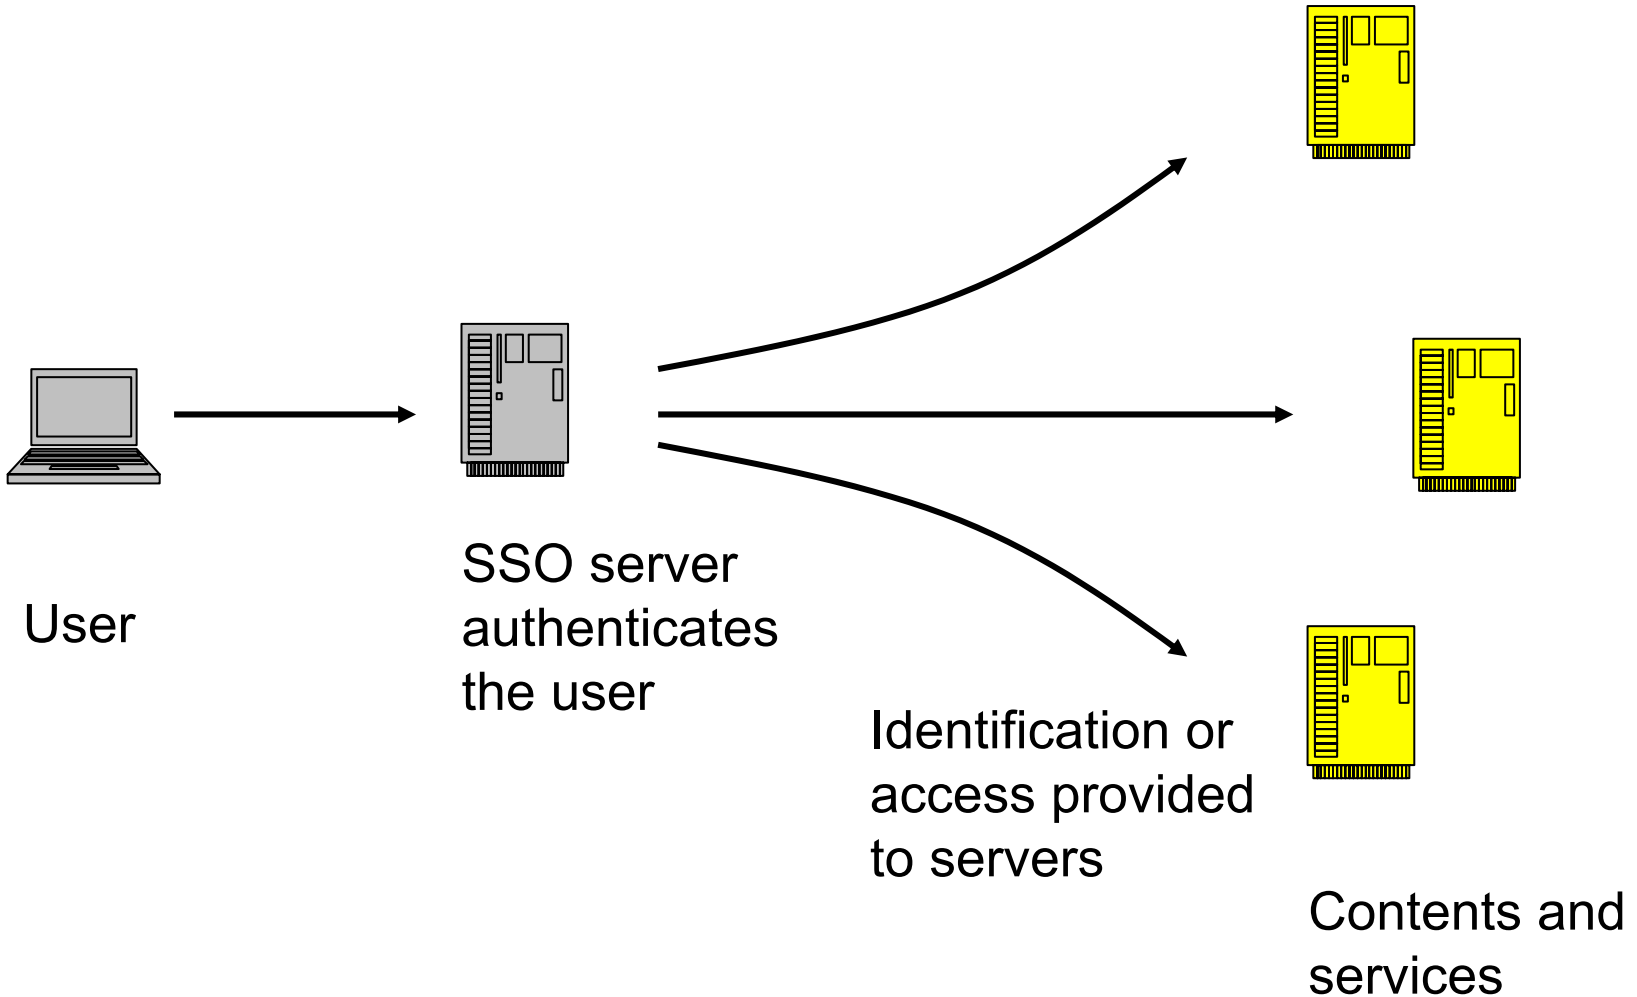 User
SSO server
authenticates
the user
Identification or
access provided
to servers
Contents and
services